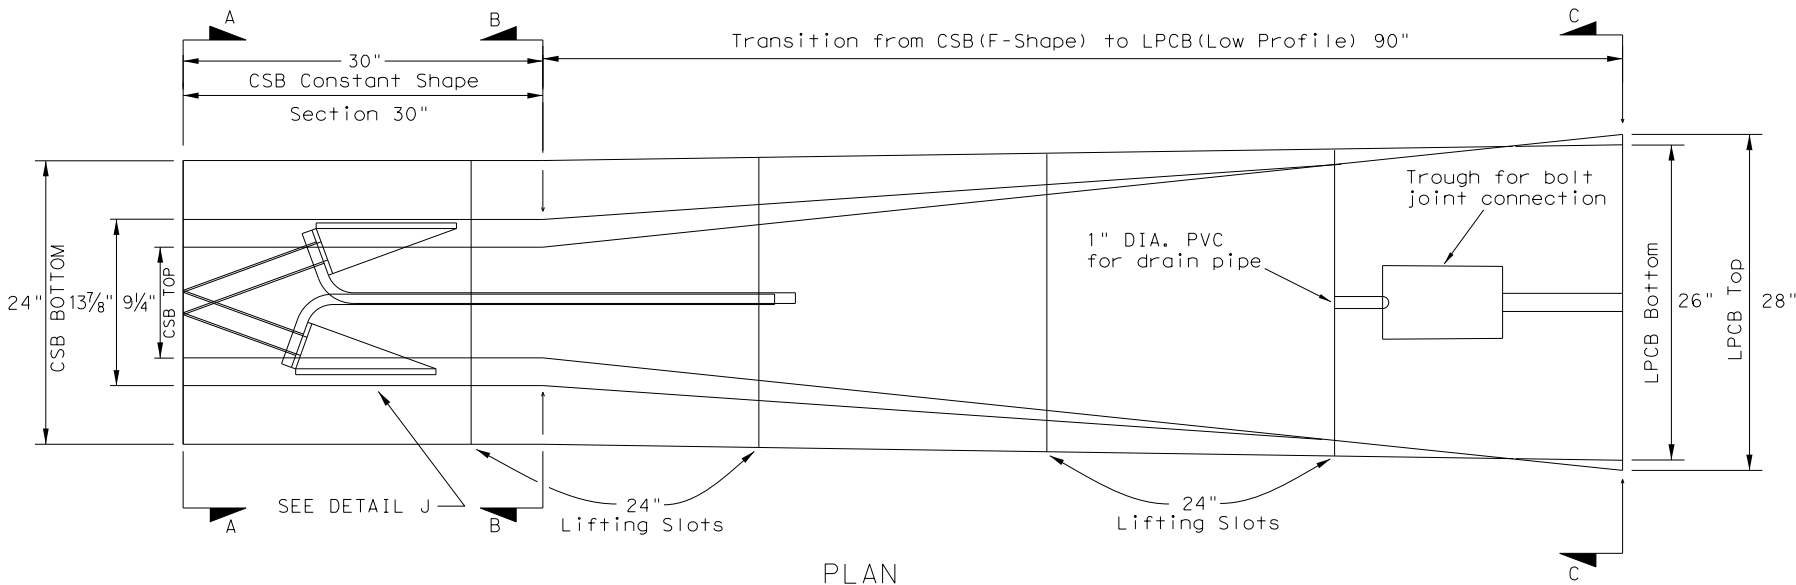 A
B
C
Transition from CSB(F-Shape) to LPCB(Low Profile) 90"
30"
CSB Constant Shape
Section 30"
24"
CSB BOTTOM
13⅞"
9¼"
CSB TOP
Trough for bolt
joint connection
1" DIA. PVC
for drain pipe
LPCB Bottom
26"
LPCB Top
28"
SEE DETAIL J
24"
Lifting Slots
24"
Lifting Slots
A
B
C
PLAN